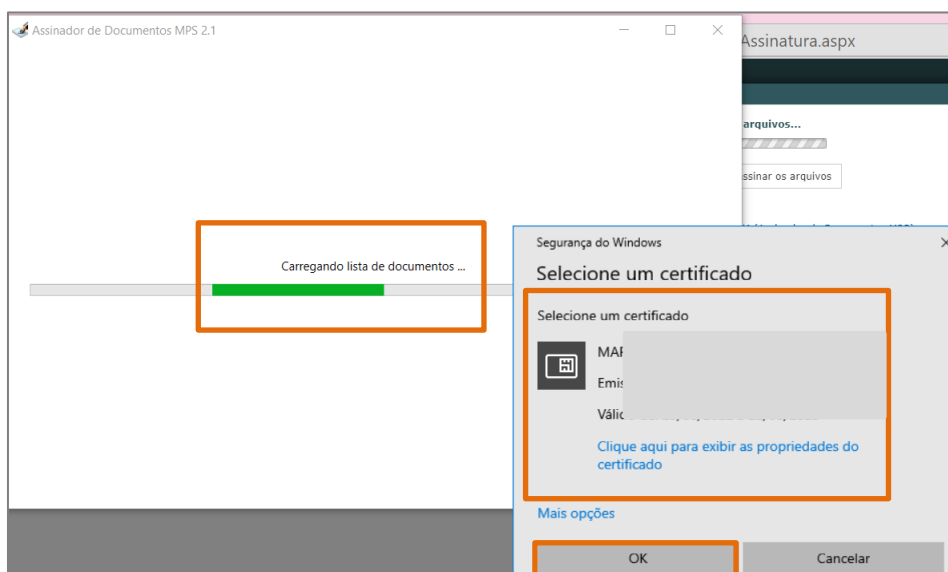 Assinador de Documentos MPS 2.1
Assinatura.aspx
arquivos...
ssinar os arquivos
Carregando lista de documentos ...
Segurança do Windows
Selecione um certificado
Selecione um certificado
Clique aqui para exibir as propriedades do
certificado
Mais opções
OK
Cancelar